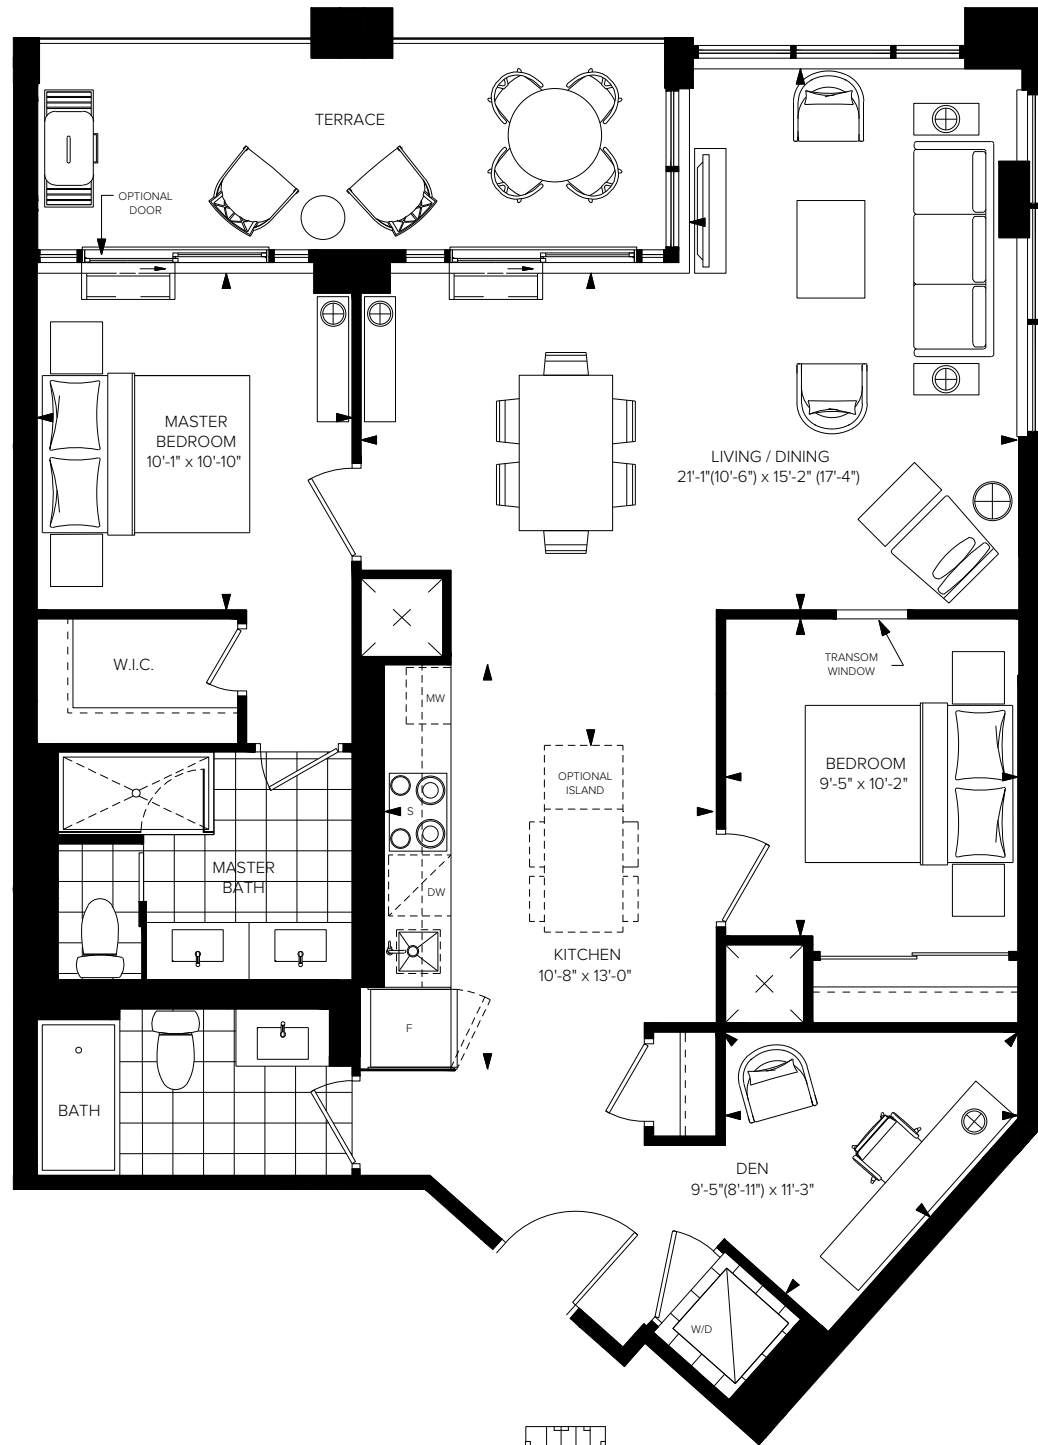 TERRACE
OPTIONAL
DOOR
MASTER
BEDROOM
10'-1" x 10'-10"
LIVING / DINING
21'-1"(10'-6") x 15'-2" (17'-4")
W.I.C.
TRANSOM
WINDOW
MW
BEDROOM
9'-5" x 10'-2"
OPTIONAL
ISLAND
S
MASTER
BATH
DW
KITCHEN
10'-8" x 13'-0"
F
BATH
DEN
9'-5"(8'-11") x 11'-3"
W/D